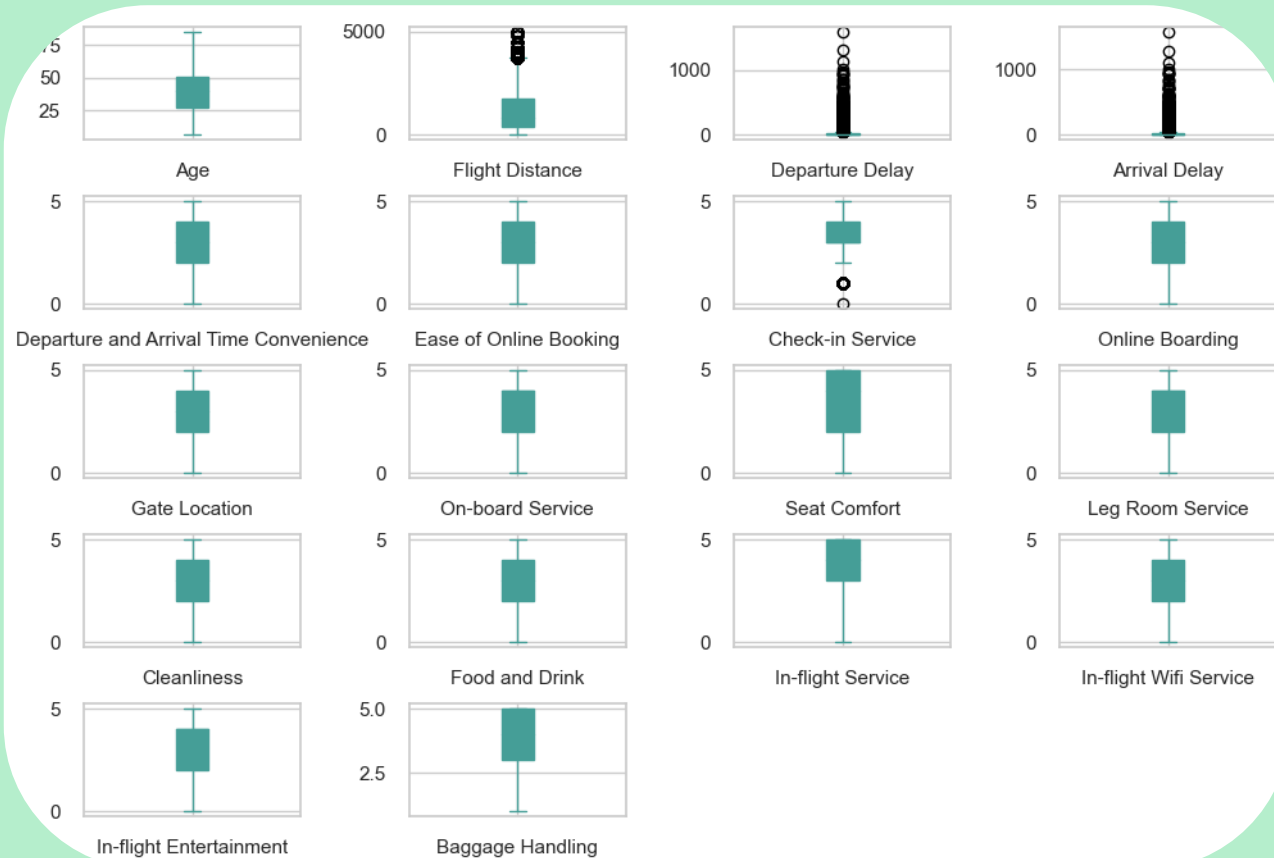 5000
1000
1000
50
25
0
0
0
Age
Flight Distance
Departure Delay
Arrival Delay
5
5
5
5
0
0
0
0
Departure and Arrival Time Convenience
Ease of Online Booking
Check-in Service
Online Boarding
5
5
5
5
0
0
0
0
Gate Location
On-board Service
Seat Comfort
Leg Room Service
5
5
5
5
0
0
0
0
Cleanliness
Food and Drink
In-flight Service
In-flight Wifi Service
5
5.0
2.5
0
In-flight Entertainment
Baggage Handling